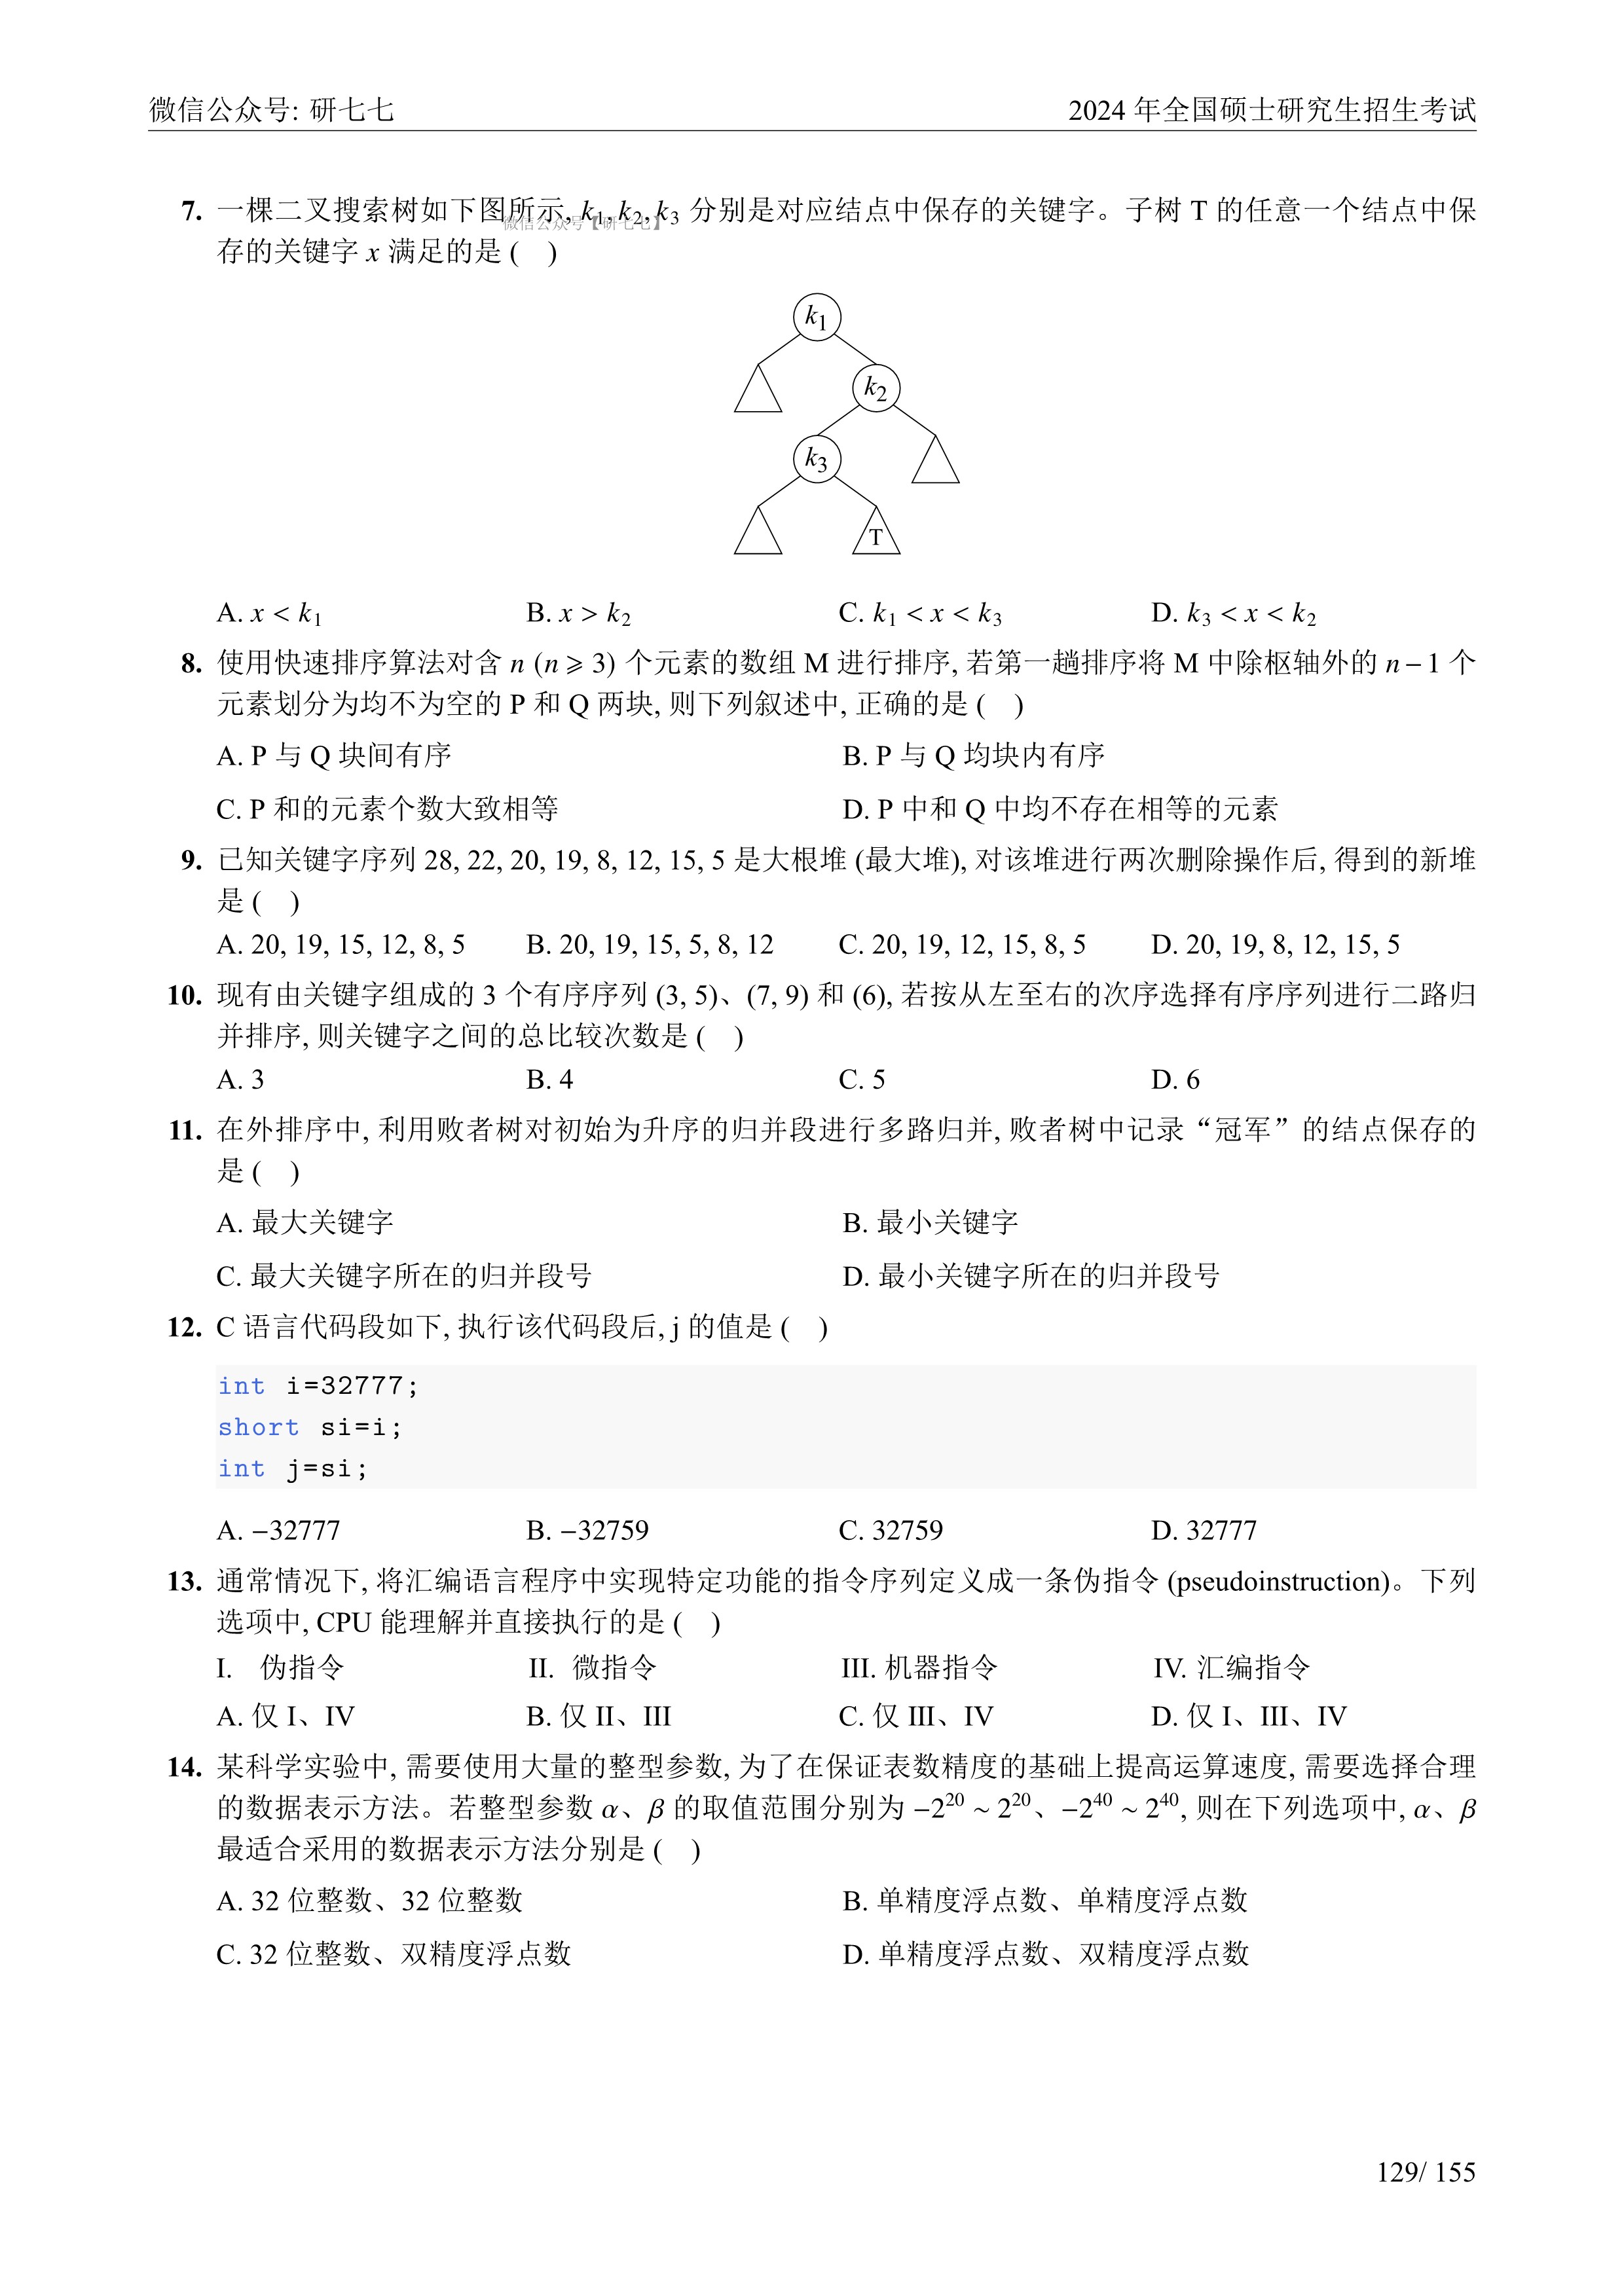 微信公众号: 研七七
2024 年全国硕士研究生招生考试
7. 一棵二叉搜索树如下图所示, k₁, k₂, k₃ 分别是对应结点中保存的关键字。子树 T 的任意一个结点中保
微信公众号【研七七】
存的关键字 x 满足的是 ( )
k₁
k₂
k₃
T
A. x < k₁ B. x > k₂ C. k₁ < x < k₃ D. k₃ < x < k₂
8. 使用快速排序算法对含 n (n ⩾ 3) 个元素的数组 M 进行排序, 若第一趟排序将 M 中除枢轴外的 n − 1 个
元素划分为均不为空的 P 和 Q 两块, 则下列叙述中, 正确的是 ( )
A. P 与 Q 块间有序 B. P 与 Q 均块内有序
C. P 和的元素个数大致相等 D. P 中和 Q 中均不存在相等的元素
9. 已知关键字序列 28, 22, 20, 19, 8, 12, 15, 5 是大根堆 (最大堆), 对该堆进行两次删除操作后, 得到的新堆
是 ( )
A. 20, 19, 15, 12, 8, 5 B. 20, 19, 15, 5, 8, 12 C. 20, 19, 12, 15, 8, 5 D. 20, 19, 8, 12, 15, 5
10. 现有由关键字组成的 3 个有序序列 (3, 5)、(7, 9) 和 (6), 若按从左至右的次序选择有序序列进行二路归
并排序, 则关键字之间的总比较次数是 ( )
A. 3 B. 4 C. 5 D. 6
11. 在外排序中, 利用败者树对初始为升序的归并段进行多路归并, 败者树中记录“冠军”的结点保存的
是 ( )
A. 最大关键字 B. 最小关键字
C. 最大关键字所在的归并段号 D. 最小关键字所在的归并段号
12. C 语言代码段如下, 执行该代码段后, j 的值是 ( )
int i=32777;
short si=i;
int j=si;
A. −32777 B. −32759 C. 32759 D. 32777
13. 通常情况下, 将汇编语言程序中实现特定功能的指令序列定义成一条伪指令 (pseudoinstruction)。下列
选项中, CPU 能理解并直接执行的是 ( )
I. 伪指令 II. 微指令 III. 机器指令 IV. 汇编指令
A. 仅 I、IV B. 仅 II、III C. 仅 III、IV D. 仅 I、III、IV
14. 某科学实验中, 需要使用大量的整型参数, 为了在保证表数精度的基础上提高运算速度, 需要选择合理
的数据表示方法。若整型参数 α、β 的取值范围分别为 −2²⁰ ~ 2²⁰、−2⁴⁰ ~ 2⁴⁰, 则在下列选项中, α、β
最适合采用的数据表示方法分别是 ( )
A. 32 位整数、32 位整数 B. 单精度浮点数、单精度浮点数
C. 32 位整数、双精度浮点数 D. 单精度浮点数、双精度浮点数
129/ 155